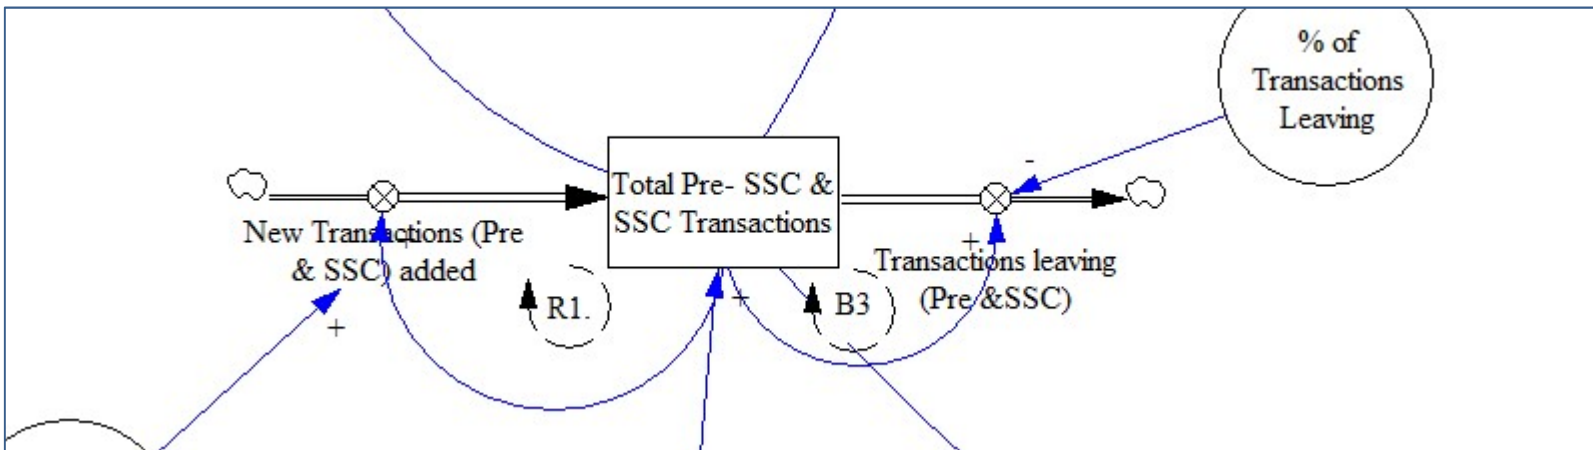 % of
Transactions
Leaving
-
Total Pre- SSC &
SSC Transactions
New Transactions (Pre
& SSC) added
+
+
R1.
+
B3
+
Transactions leaving
(Pre &SSC)